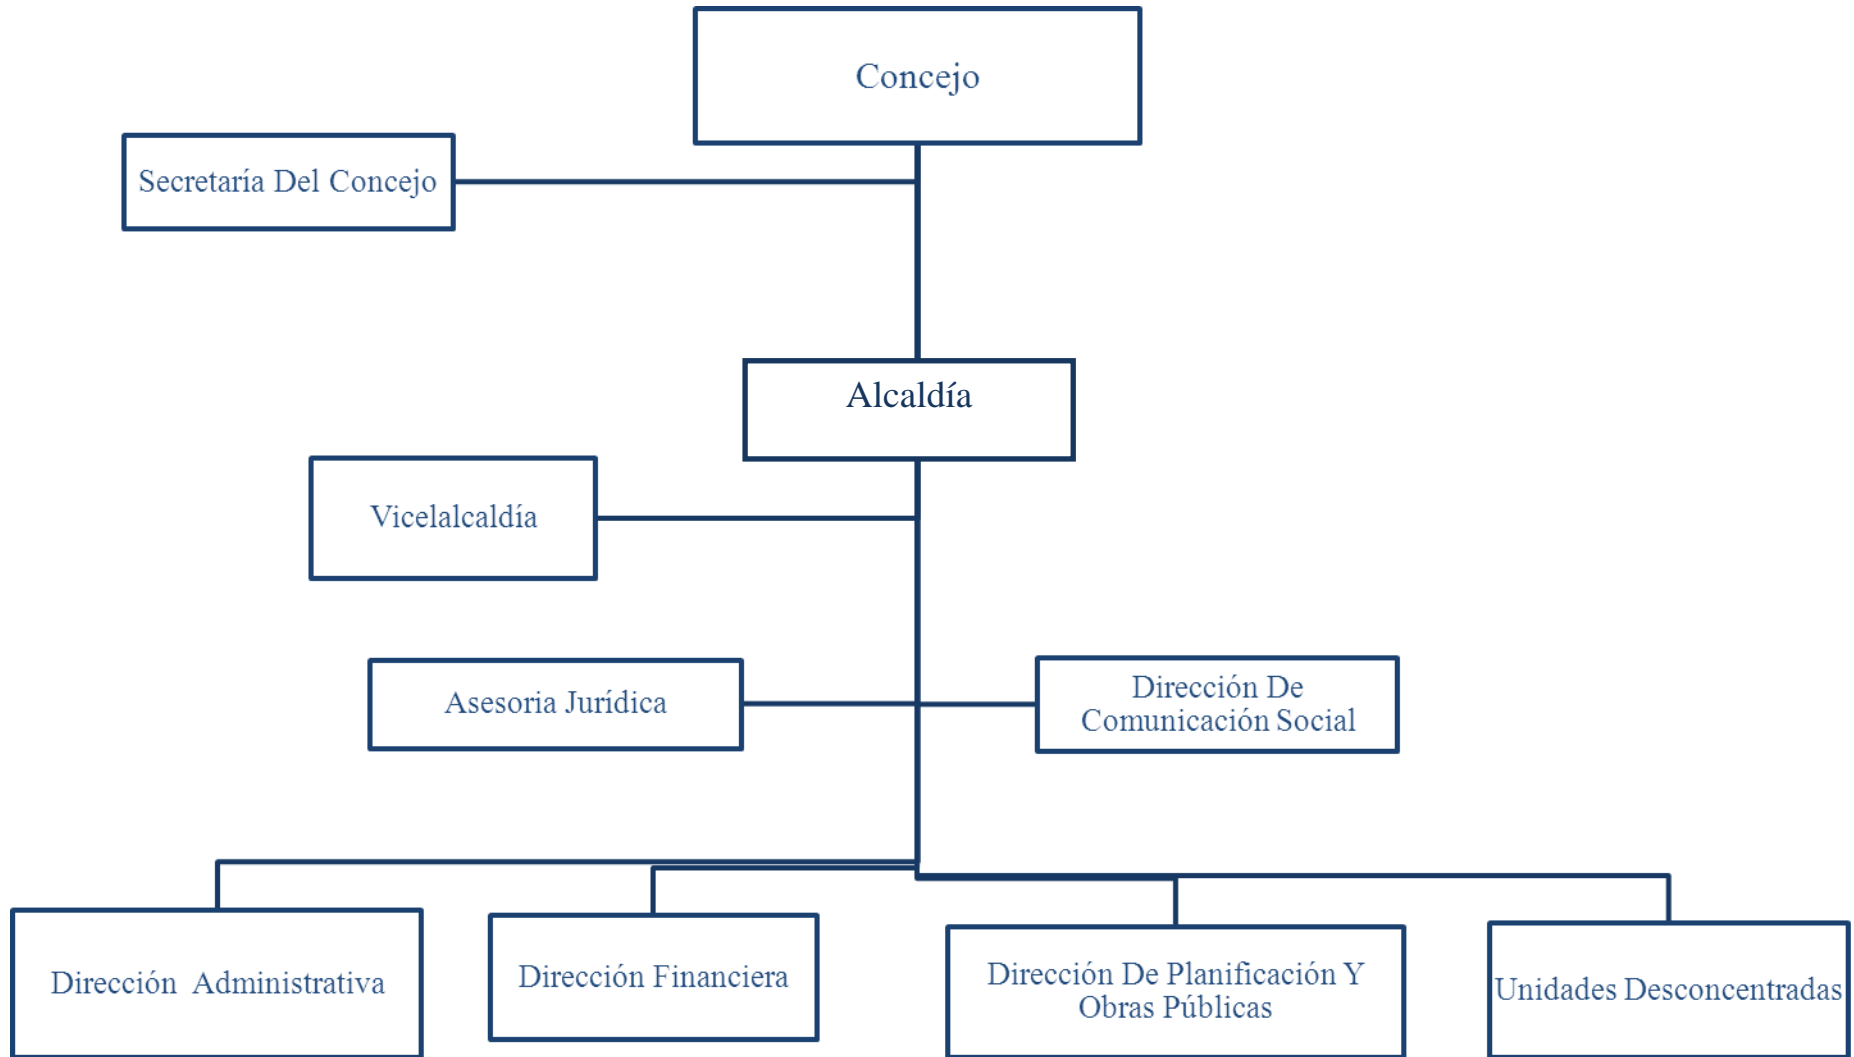 Concejo
Secretaría Del Concejo
Alcaldía
Vicelalcaldía
Asesoria Jurídica
Dirección De
Comunicación Social
Dirección Administrativa
Dirección Financiera
Dirección De Planificación Y
Obras Públicas
Unidades Desconcentradas